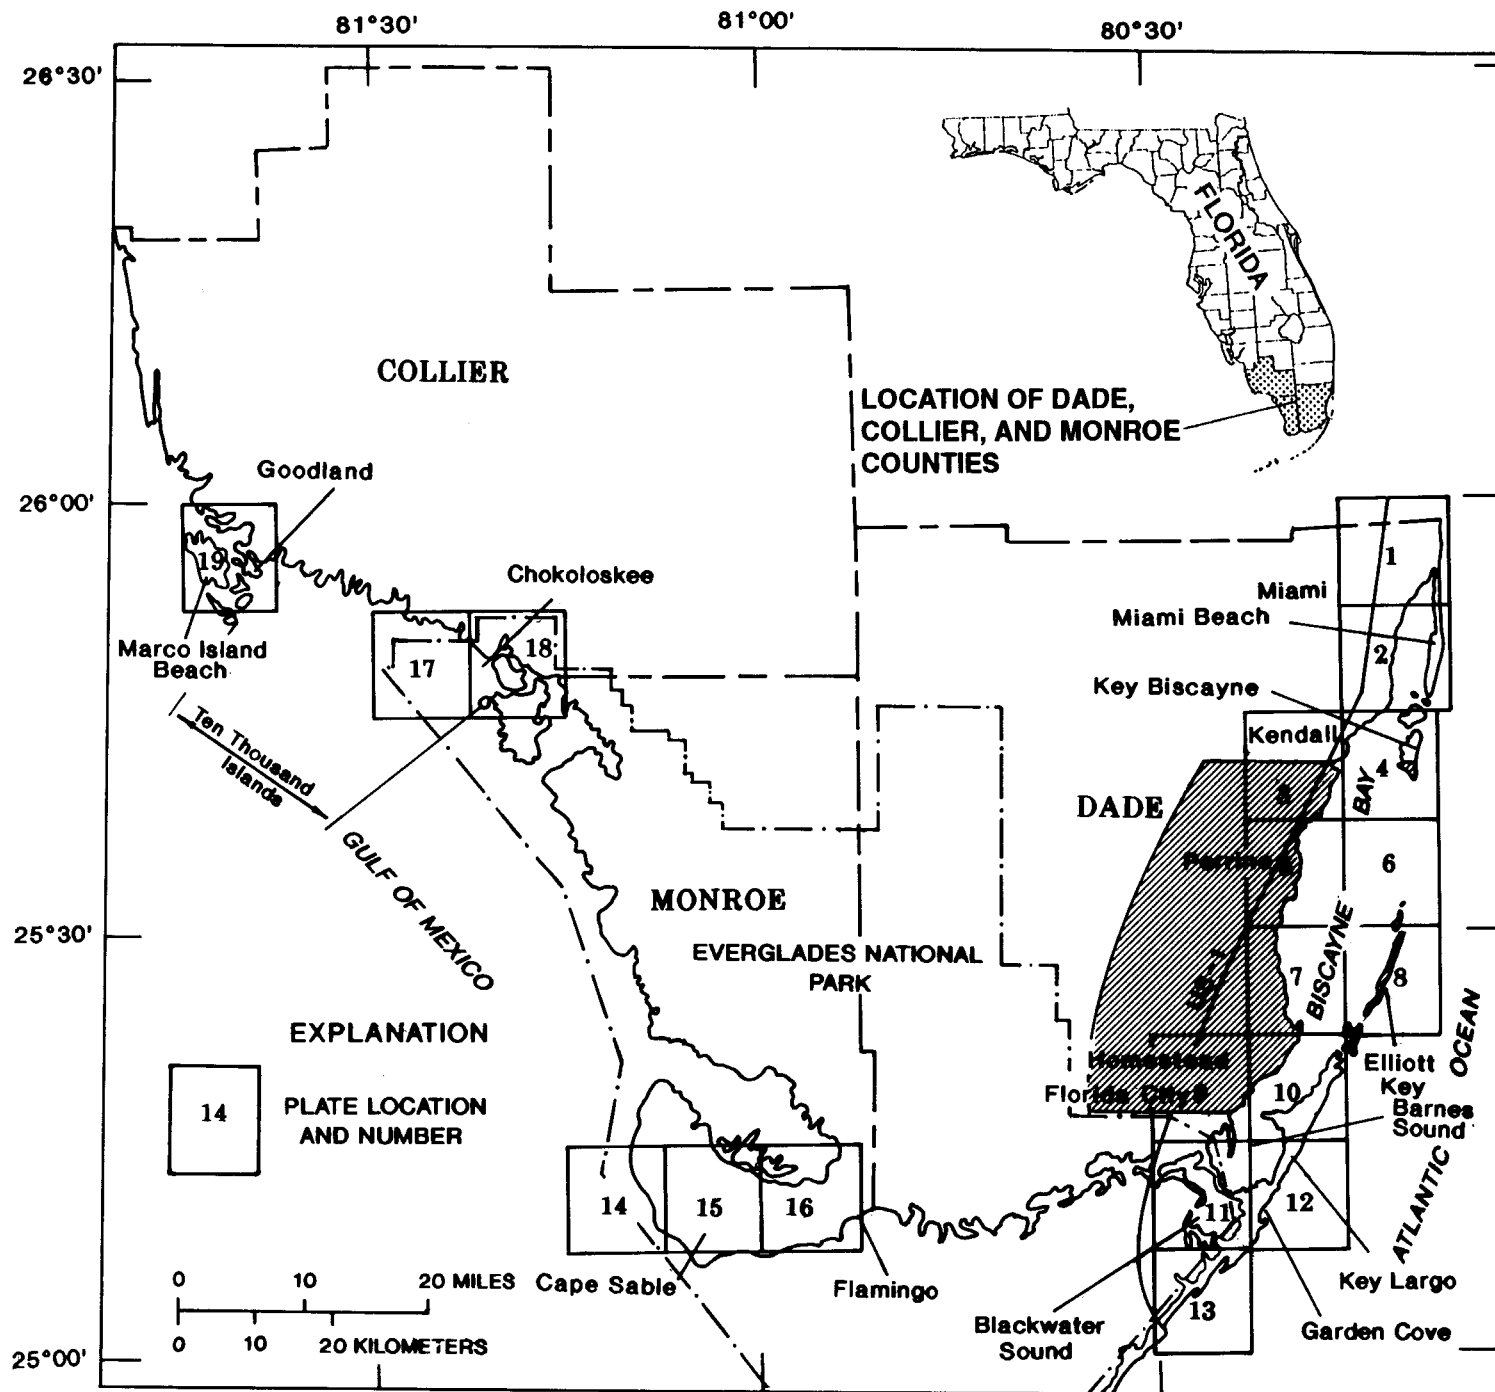 81°30'
81°00'
80°30'
26°30'
FLORIDA
COLLIER
LOCATION OF DADE,
COLLIER, AND MONROE
COUNTIES
Goodland
26°00'
19
1
Chokoloskee
Miami
Miami Beach
18
Marco Island
Beach
17
2
Key Biscayne
Ten Thousand
Islands
Kendall
4
BAY
3
DADE
GULF OF MEXICO
Perrine
6
MONROE
25°30'
EVERGLADES NATIONAL
PARK
BISCAYNE
7
8
US-1
EXPLANATION
OCEAN
Homestead
Elliott
Key
14
PLATE LOCATION
AND NUMBER
Florida City
10
Barnes
Sound
14
15
16
11
12
ATLANTIC
0
10
20 MILES
Cape Sable
Flamingo
Key Largo
13
Blackwater
Sound
Garden Cove
0
10
20 KILOMETERS
25°00'